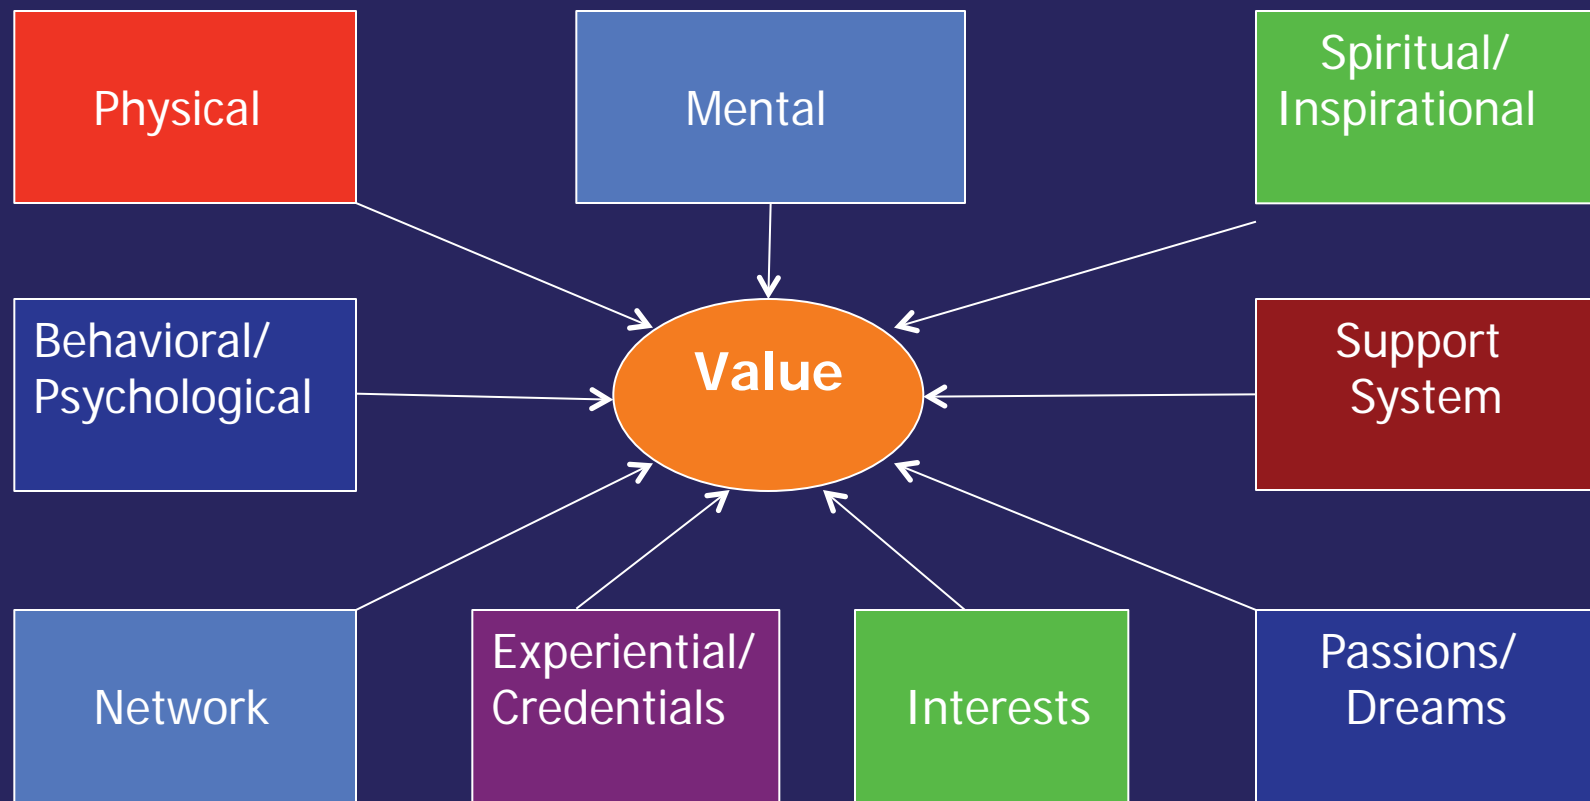 Physical
Mental
Spiritual/
Inspirational
Behavioral/
Psychological
Value
Support
System
Network
Experiential/
Credentials
Interests
Passions/
Dreams